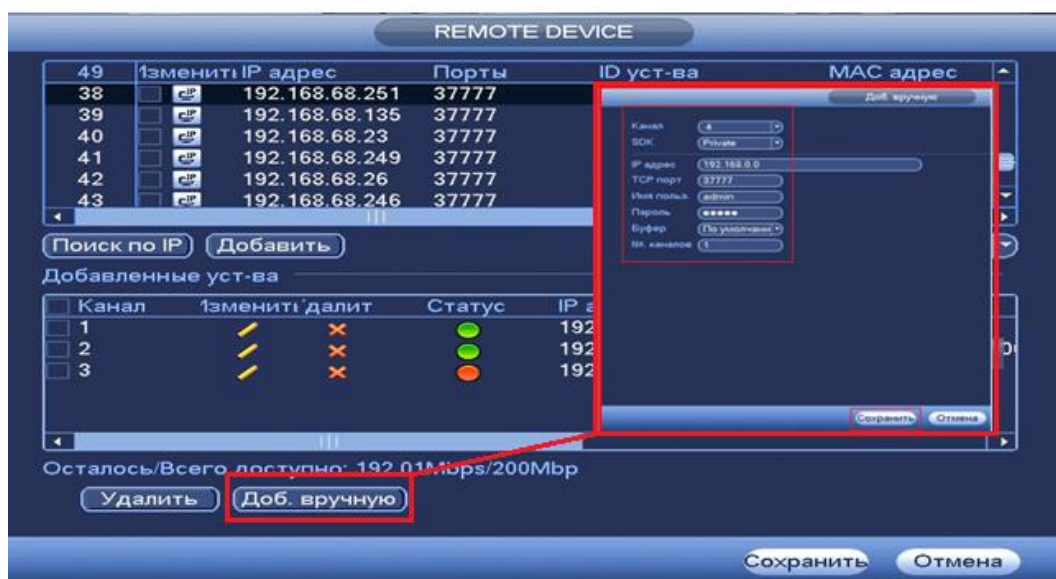 REMOTE DEVICE
49 Ізменити IP адрес Порты ID уст-ва MAC адрес
38 192.168.68.251 37777
39 192.168.68.135 37777
40 192.168.68.23 37777
41 192.168.68.249 37777
42 192.168.68.26 37777
43 192.168.68.246 37777
Поиск по IP Добавить
Добавленные уст-ва
Канал Ізменить далит Статус IP а
1 192
2 192
3 192
Осталось/Всего доступно: 192.01Mbps/200Mbp
Удалить Доб. вручную
Сохранить Отмена
Доб. вручную
Канал 4
SDK Private
IP адрес 192.168.0.0
TCP порт 37777
Имя польз. admin
Пароль •••••
Буфер По умолчани
№. каналов 1
Сохранить Отмена